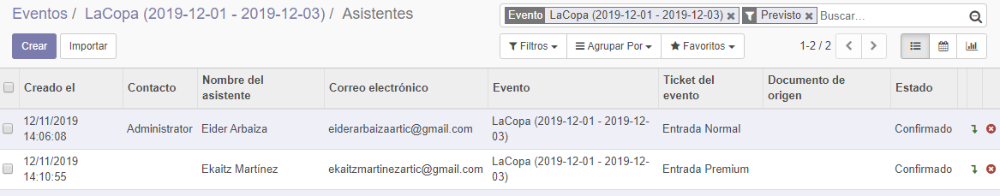 Eventos / LaCopa (2019-12-01 - 2019-12-03) / Asistentes
Evento LaCopa (2019-12-01 - 2019-12-03) Previsto Buscar...
Crear Importar Filtros Agrupar Por Favoritos 1-2 / 2
Creado el Contacto Nombre del asistente Correo electrónico Evento Ticket del evento Documento de origen Estado
12/11/2019 14:06:08 Administrator Eider Arbaiza eiderarbaizaartic@gmail.com LaCopa (2019-12-01 - 2019-12-03) Entrada Normal Confirmado
12/11/2019 14:10:55 Ekaitz Martínez ekaitzmartinezartic@gmail.com LaCopa (2019-12-01 - 2019-12-03) Entrada Premium Confirmado